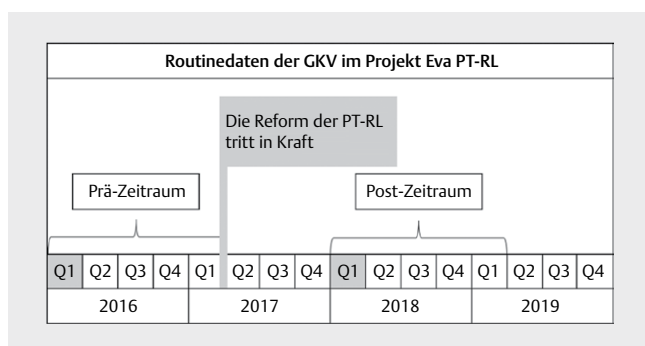 Routinedaten der GKV im Projekt Eva PT-RL
Die Reform der PT-RL
tritt in Kraft
Prä-Zeitraum
Post-Zeitraum
Q1 Q2 Q3 Q4 Q1 Q2 Q3 Q4 Q1 Q2 Q3 Q4 Q1 Q2 Q3 Q4
2016 2017 2018 2019